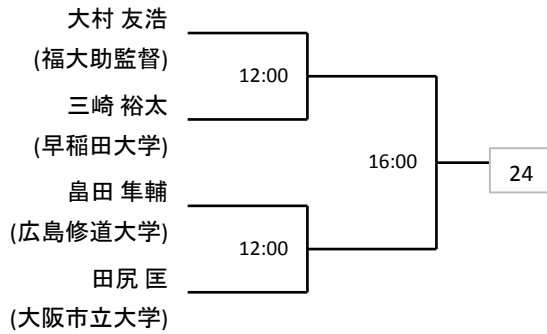 大村 友浩
(福大助監督)
12:00
三崎 裕太
(早稲田大学)
16:00
24
畠田 隼輔
(広島修道大学)
12:00
田尻 匡
(大阪市立大学)